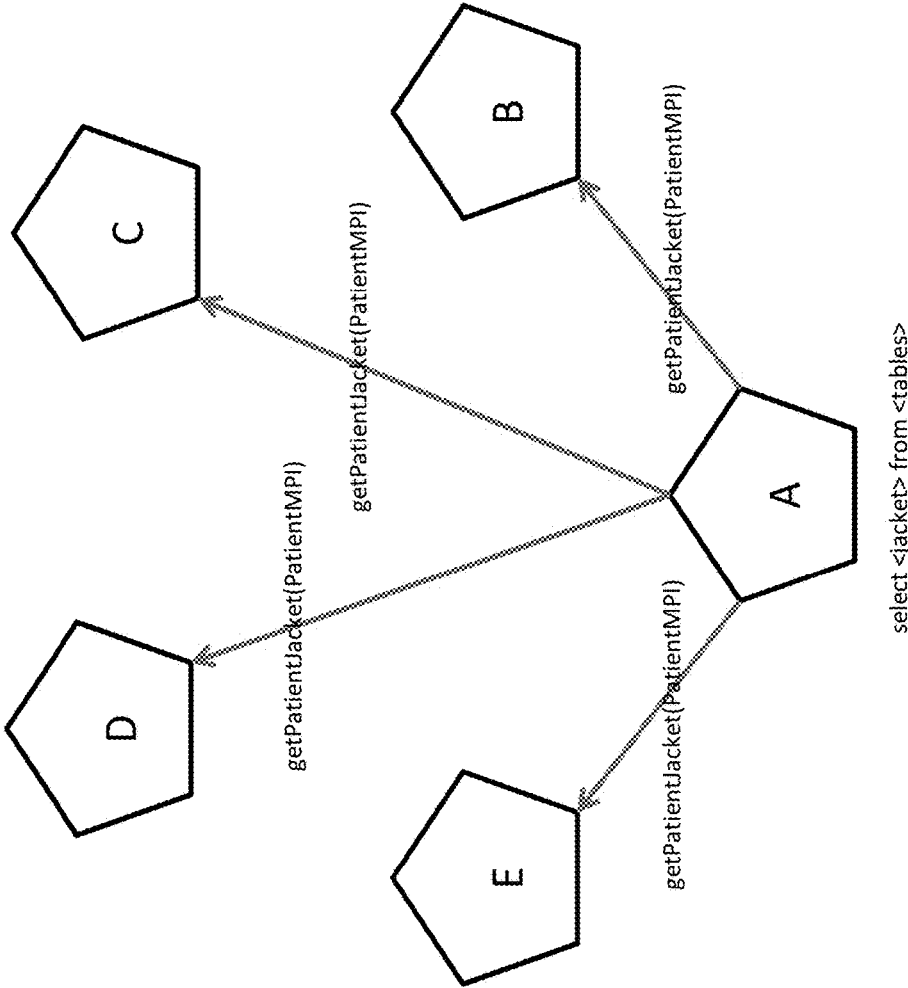 D
C
getPatientJacket(PatientMPI)
getPatientJacket(PatientMPI)
E
B
getPatientJacket(PatientMPI)
getPatientJacket(PatientMPI)
A
select <jacket> from <tables>